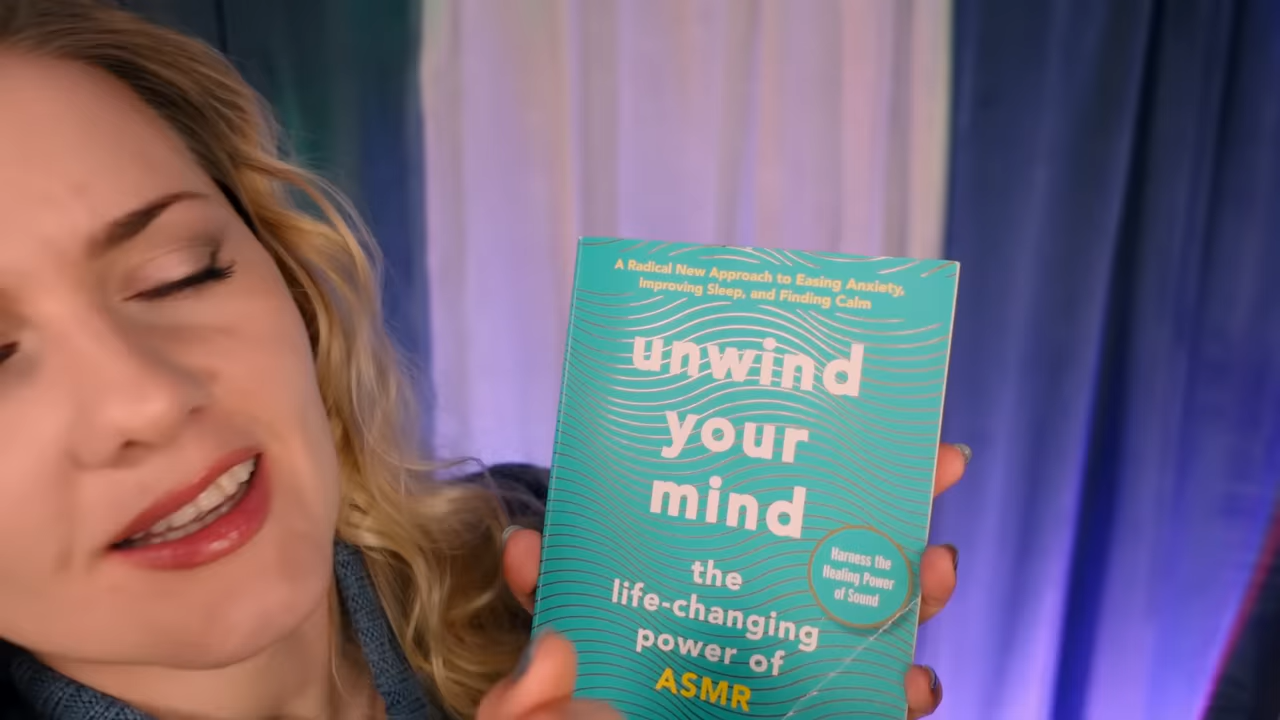 A Radical New Approach to Easing Anxiety,
Improving Sleep, and Finding Calm
unwind
your
mind
the
life-changing
power of
ASMR
Harness the
Healing Power
of Sound